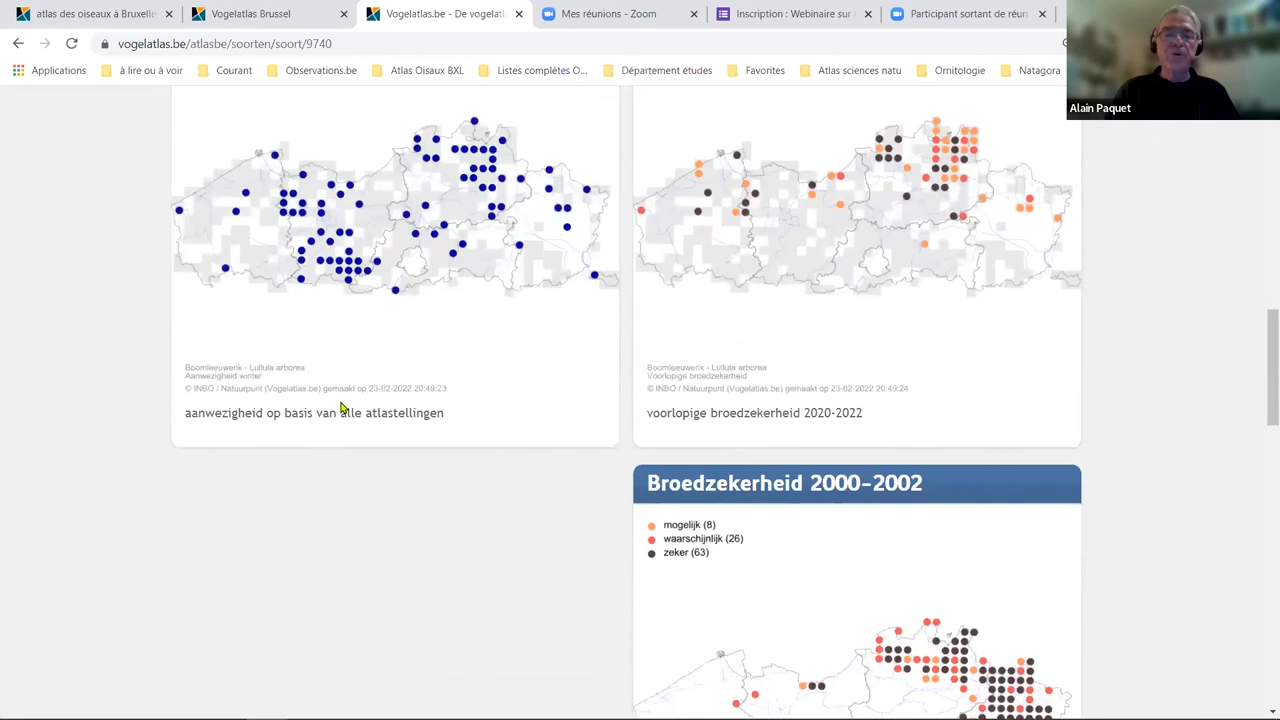 atlas des oiseaux à Bruxelle
Vogelatlas Brussel
Vogelatlas.be - De vogelatl
Mes réunions - Zoom
Inscription : Webinaire sur l
Participant sortant de réun
vogelatlas.be/atlasbe/soorten/soort/9740
Applications
à lire ou à voir
Courant
Observations.be
Atlas Oisaux BXL
Listes complètes O...
Département études
Favorites
Atlas sciences natu
Ornitologie
Natagora
Alain Paquet
Boomleeuwerik - Lullula arborea
Aanwezigheid winter
© INBO / Natuurpunt (Vogelatlas.be) gemaakt op 23-02-2022 20:49:23
aanwezigheid op basis van alle atlastellingen
Boomleeuwerik - Lullula arborea
Voorlopige broedzekerheid
© INBO / Natuurpunt (Vogelatlas.be) gemaakt op 23-02-2022 20:49:24
voorlopige broedzekerheid 2020-2022
Broedzekerheid 2000-2002
mogelijk (8)
waarschijnlijk (26)
zeker (63)